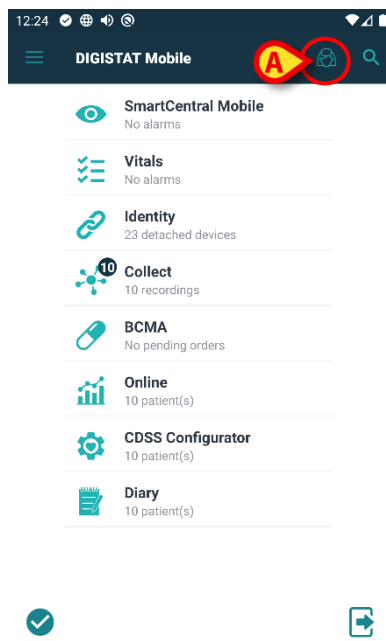 12:24
DIGISTAT Mobile
A
SmartCentral Mobile
No alarms
Vitals
No alarms
Identity
23 detached devices
10
Collect
10 recordings
BCMA
No pending orders
Online
10 patient(s)
CDSS Configurator
10 patient(s)
Diary
10 patient(s)